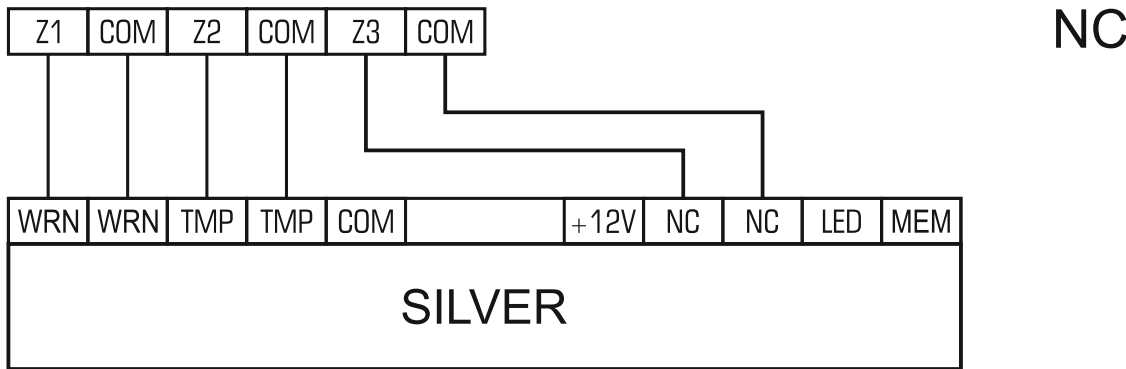 Z1 COM Z2 COM Z3 COM
NC
WRN WRN TMP TMP COM +12V NC NC LED MEM
SILVER